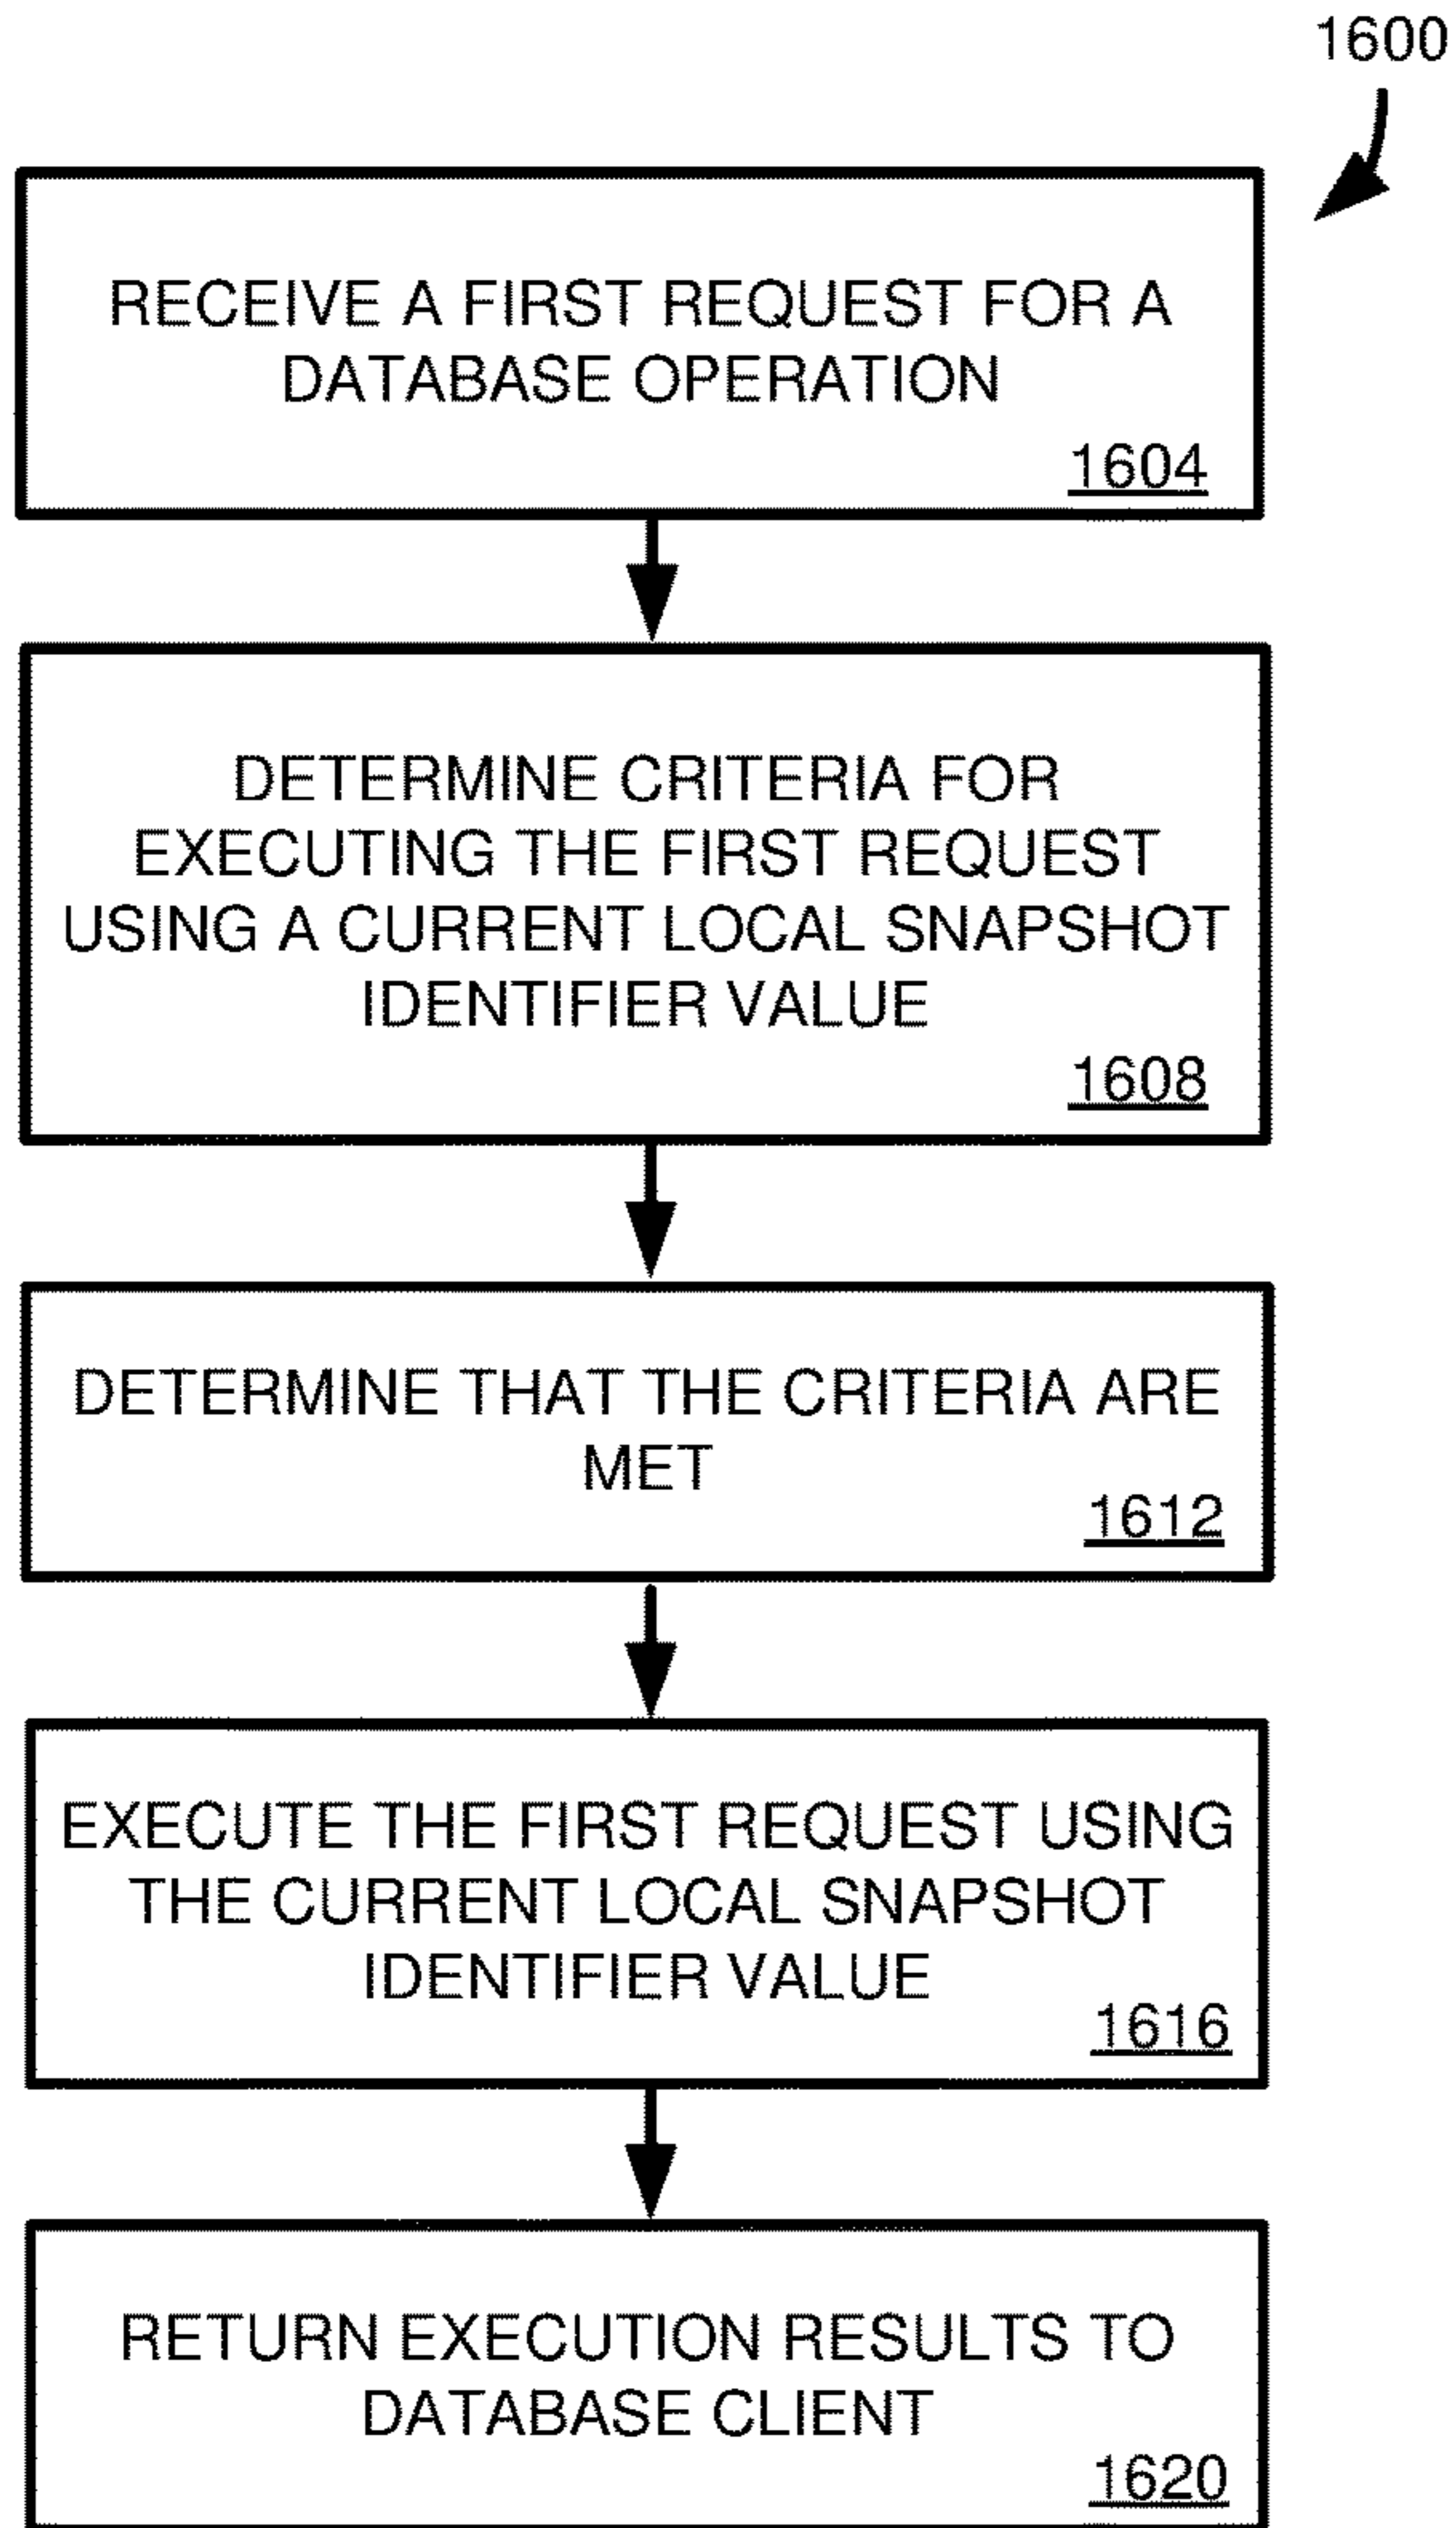 1600
RECEIVE A FIRST REQUEST FOR A
DATABASE OPERATION
1604
DETERMINE CRITERIA FOR
EXECUTING THE FIRST REQUEST
USING A CURRENT LOCAL SNAPSHOT
IDENTIFIER VALUE
1608
DETERMINE THAT THE CRITERIA ARE
MET
1612
EXECUTE THE FIRST REQUEST USING
THE CURRENT LOCAL SNAPSHOT
IDENTIFIER VALUE
1616
RETURN EXECUTION RESULTS TO
DATABASE CLIENT
1620